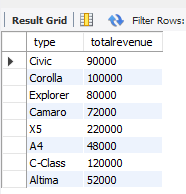 Result Grid Filter Rows:
type totalrevenue
Civic 90000
Corolla 100000
Explorer 80000
Camaro 72000
X5 220000
A4 48000
C-Class 120000
Altima 52000